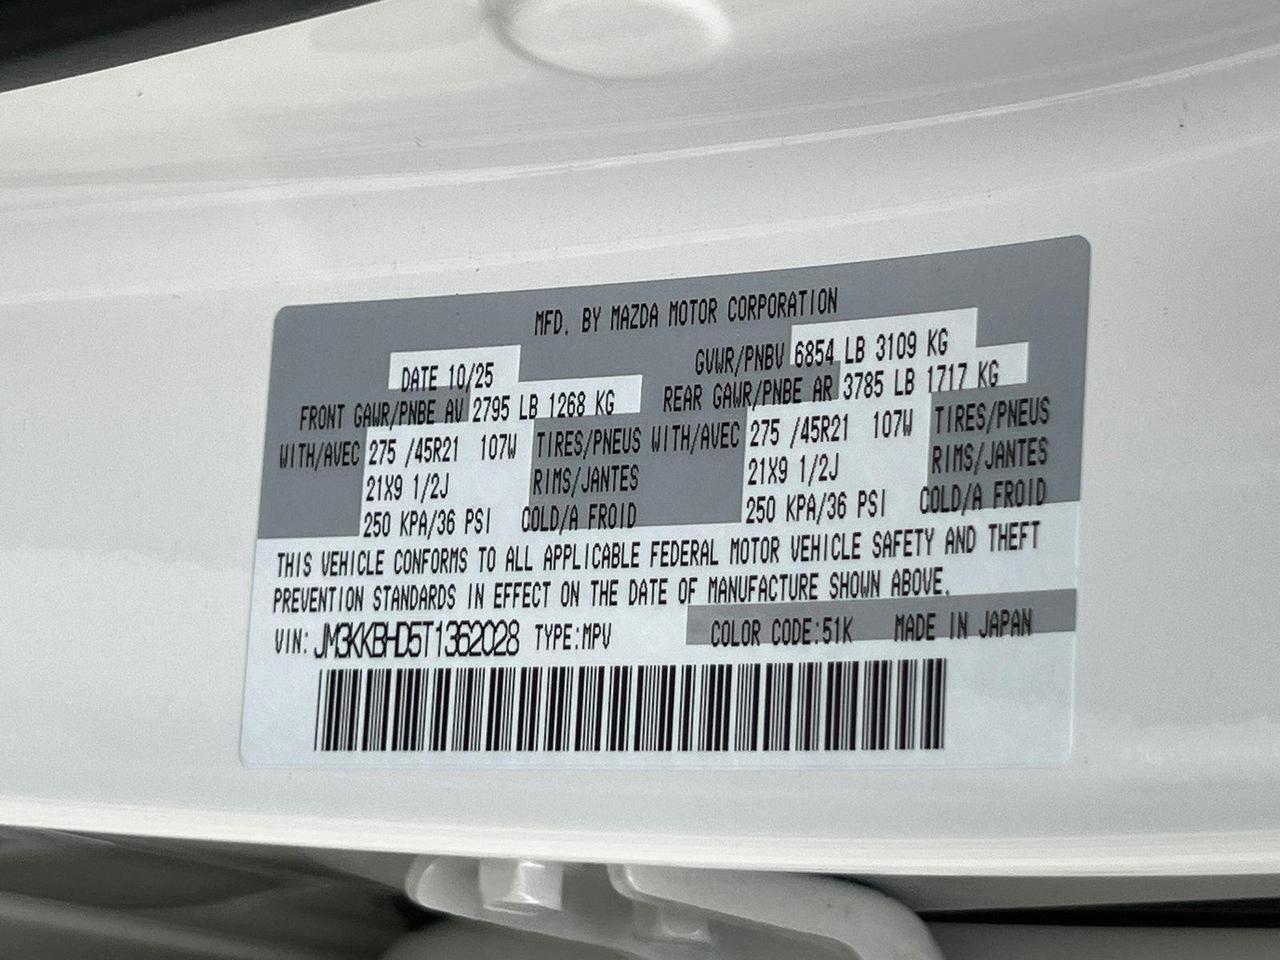 MFD. BY MAZDA MOTOR CORPORATION
DATE 10/25 GVWR/PNBV 6854 LB 3109 KG
FRONT GAWR/PNBE AV 2795 LB 1268 KG REAR GAWR/PNBE AR 3785 LB 1717 KG
WITH/AVEC 275 /45R21 107W TIRES/PNEUS WITH/AVEC 275 /45R21 107W TIRES/PNEUS
21X9 1/2J RIMS/JANTES 21X9 1/2J RIMS/JANTES
250 KPA/36 PSI COLD/A FROID 250 KPA/36 PSI COLD/A FROID
THIS VEHICLE CONFORMS TO ALL APPLICABLE FEDERAL MOTOR VEHICLE SAFETY AND THEFT
PREVENTION STANDARDS IN EFFECT ON THE DATE OF MANUFACTURE SHOWN ABOVE.
VIN: JM3KKBHD5T1362028 TYPE:MPV COLOR CODE:51K MADE IN JAPAN